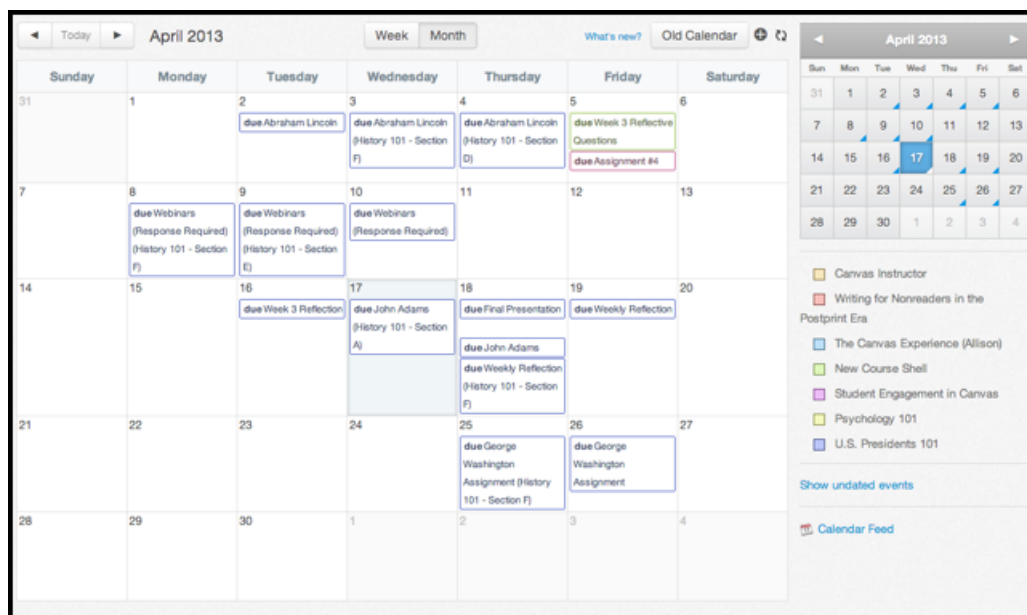 Today April 2013 Week Month What's new? Old Calendar
Sunday Monday Tuesday Wednesday Thursday Friday Saturday
31 1 2 3 4 5 6
due Abraham Lincoln
due Abraham Lincoln
(History 101 - Section
F)
due Abraham Lincoln
(History 101 - Section
D)
due Week 3 Reflective
Questions
due Assignment #4
7 8 9 10 11 12 13
due Webinars
(Response Required)
(History 101 - Section
F)
due Webinars
(Response Required)
(History 101 - Section
E)
due Webinars
(Response Required)
14 15 16 17 18 19 20
due Week 3 Reflection
due John Adams
(History 101 - Section
A)
due Final Presentation
due John Adams
due Weekly Reflection
(History 101 - Section
F)
due Weekly Reflection
21 22 23 24 25 26 27
due George
Washington
Assignment (History
101 - Section F)
due George
Washington
Assignment
28 29 30 1 2 3 4
April 2013
Sun Mon Tue Wed Thu Fri Sat
31 1 2 3 4 5 6
7 8 9 10 11 12 13
14 15 16 17 18 19 20
21 22 23 24 25 26 27
28 29 30 1 2 3 4
Canvas Instructor
Writing for Nonreaders in the
Postprint Era
The Canvas Experience (Allison)
New Course Shell
Student Engagement in Canvas
Psychology 101
U.S. Presidents 101
Show undated events
Calendar Feed